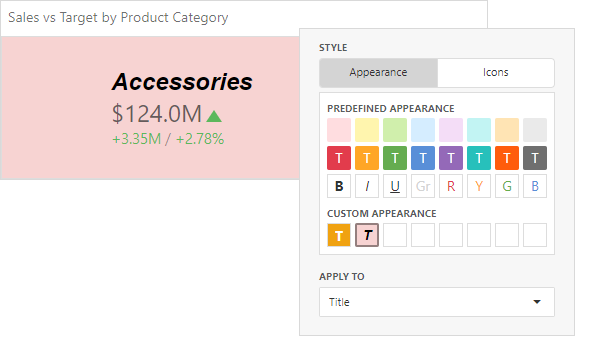 Sales vs Target by Product Category
Accessories
$124.0M
+3.35M / +2.78%
STYLE
Appearance Icons
PREDEFINED APPEARANCE
T T T T T T T T
B I U Gr R Y G B
CUSTOM APPEARANCE
T T
APPLY TO
Title